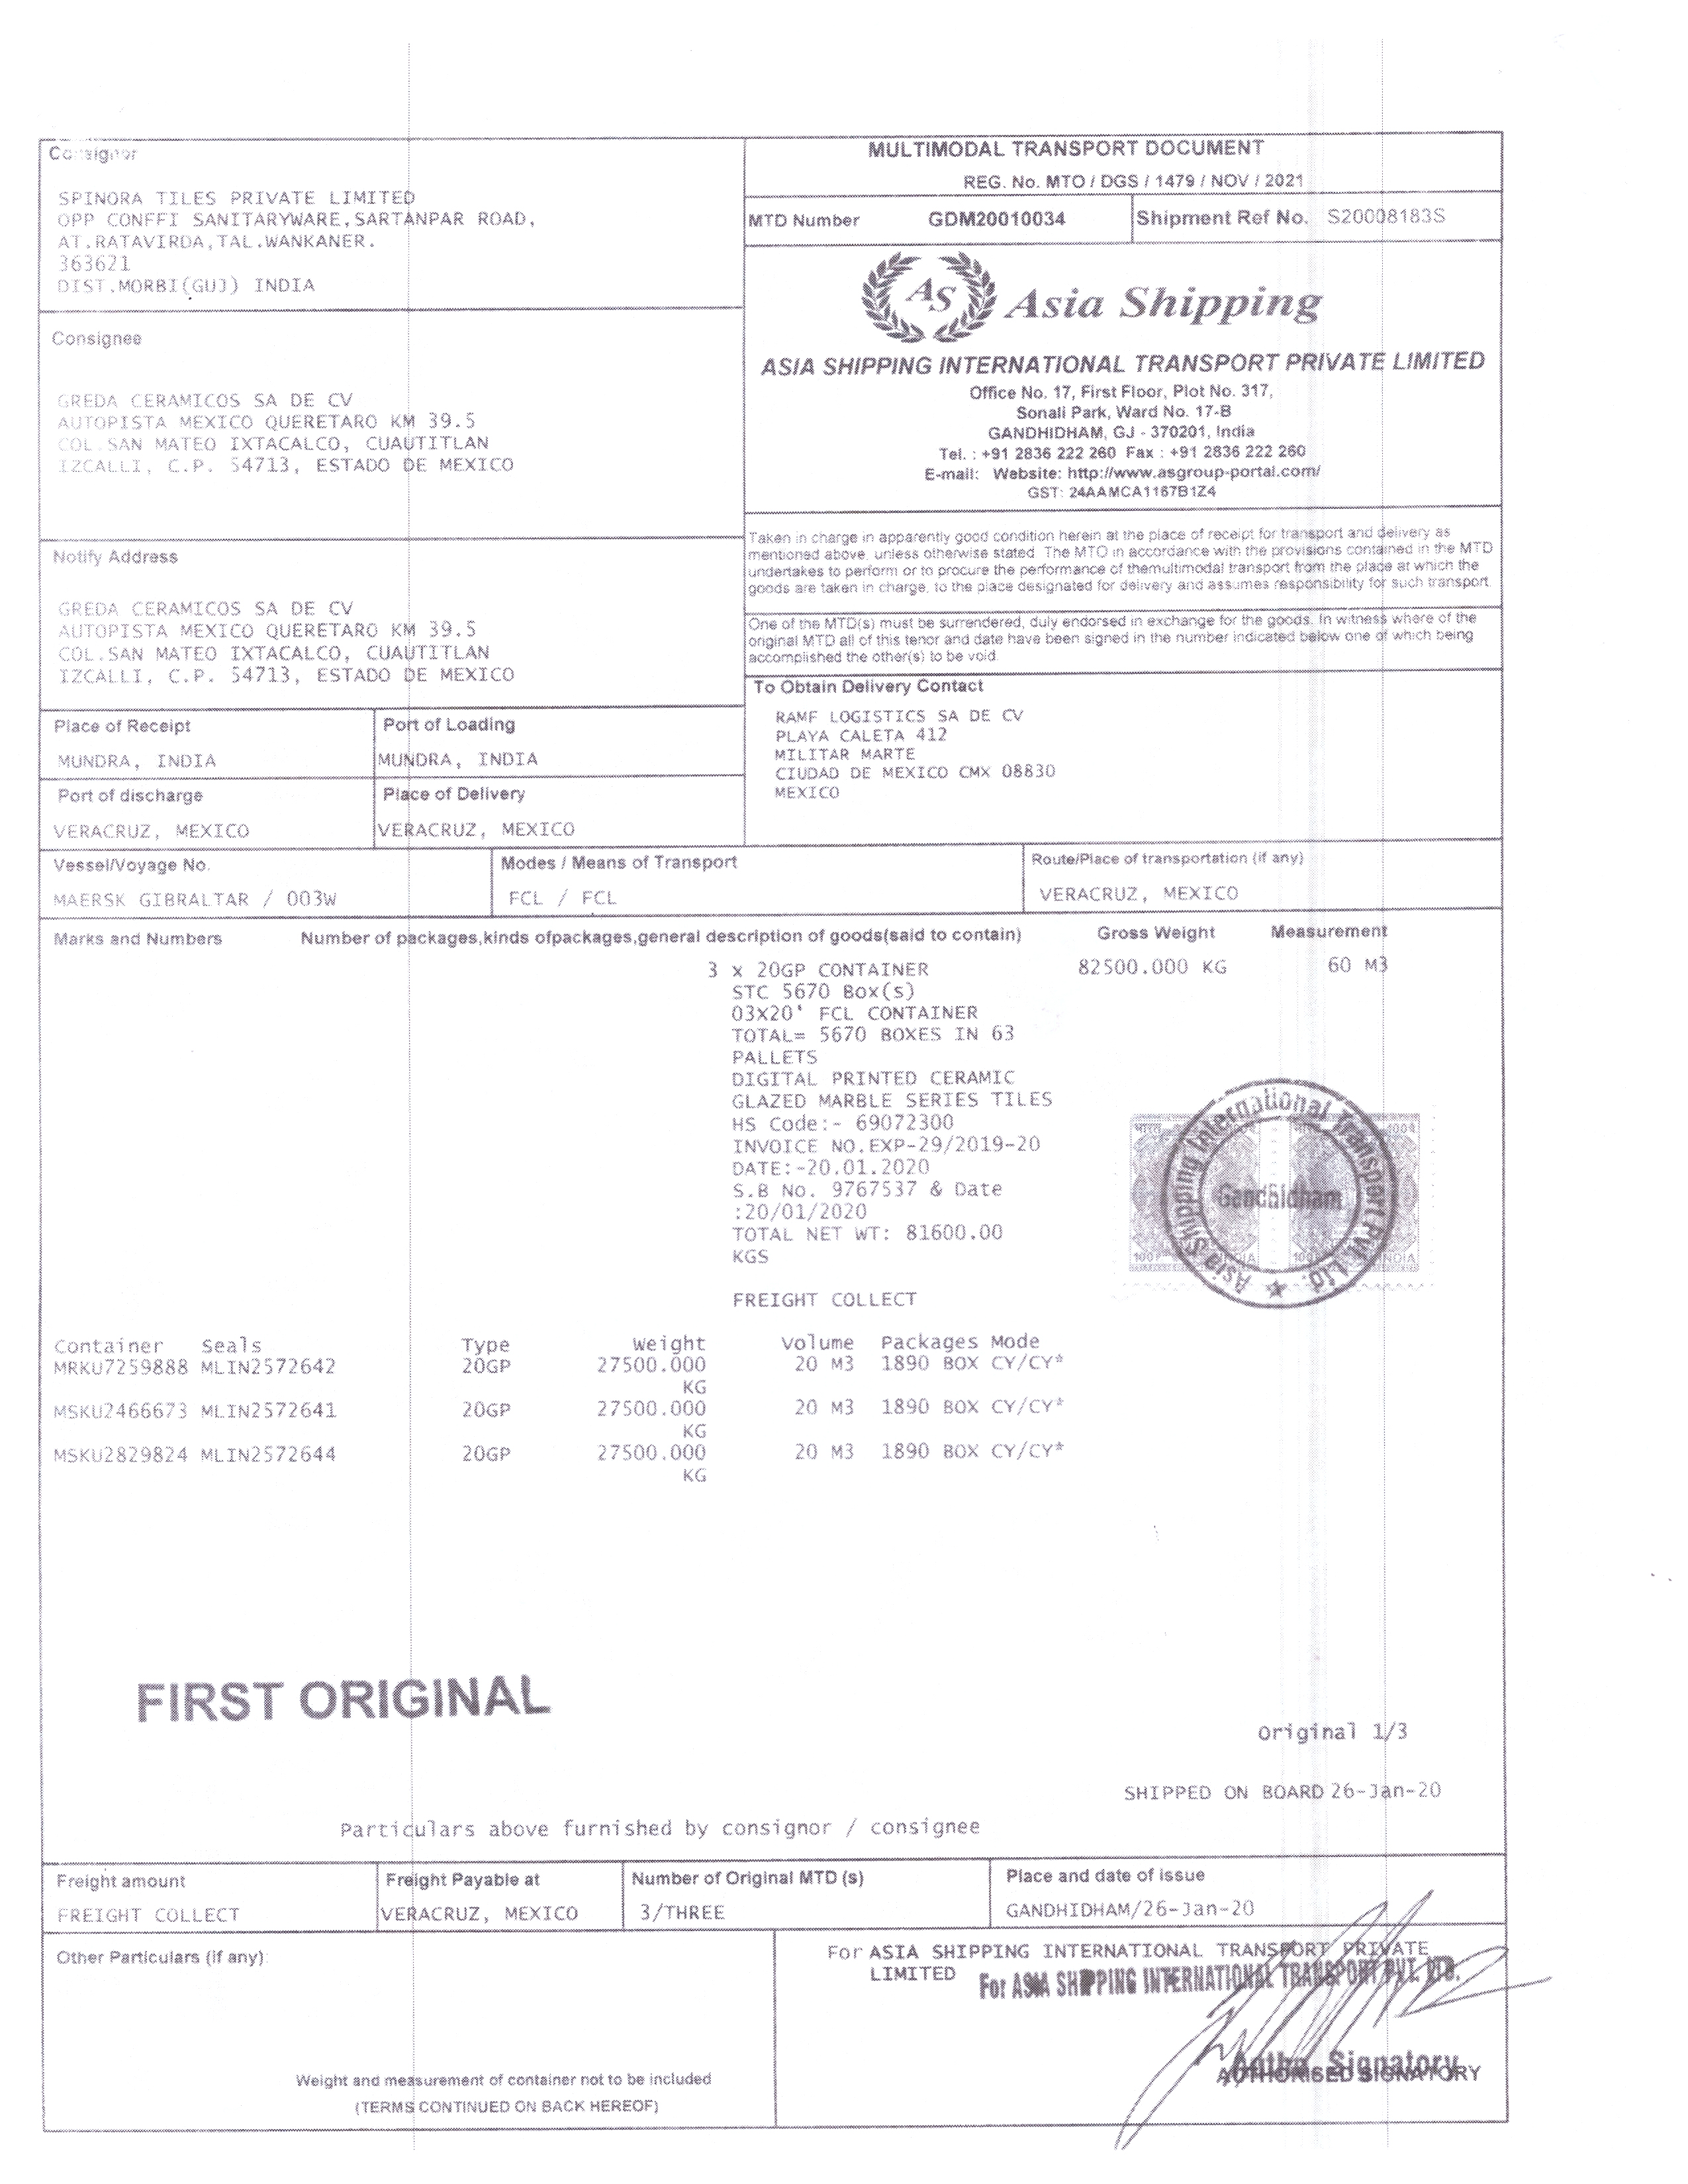 Consignor
SPINORA TILES PRIVATE LIMITED
OPP CONFFI SANITARYWARE,SARTANPAR ROAD,
AT.RATAVIRDA,TAL.WANKANER.
363621
DIST.MORBI(GUJ) INDIA
MULTIMODAL TRANSPORT DOCUMENT
REG. No. MTO / DGS / 1479 / NOV / 2021
MTD Number GDM20010034 Shipment Ref No. S20008183S
AS Asia Shipping
ASIA SHIPPING INTERNATIONAL TRANSPORT PRIVATE LIMITED
Office No. 17, First Floor, Plot No. 317,
Sonali Park, Ward No. 17-B
GANDHIDHAM, GJ - 370201, India
Tel. : +91 2836 222 260 Fax : +91 2836 222 260
E-mail: Website: http://www.asgroup-portal.com/
GST: 24AAMCA1167B1Z4
Consignee
GREDA CERAMICOS SA DE CV
AUTOPISTA MEXICO QUERETARO KM 39.5
COL.SAN MATEO IXTACALCO, CUAUTITLAN
IZCALLI, C.P. 54713, ESTADO DE MEXICO
Taken in charge in apparently good condition herein at the place of receipt for transport and delivery as
mentioned above, unless otherwise stated. The MTO in accordance with the provisions contained in the MTD
undertakes to perform or to procure the performance of themultimodal transport from the place at which the
goods are taken in charge, to the place designated for delivery and assumes responsibility for such transport.
One of the MTD(s) must be surrendered, duly endorsed in exchange for the goods. In witness where of the
original MTD all of this tenor and date have been signed in the number indicated below one of which being
accomplished the other(s) to be void.
Notify Address
GREDA CERAMICOS SA DE CV
AUTOPISTA MEXICO QUERETARO KM 39.5
COL.SAN MATEO IXTACALCO, CUAUTITLAN
IZCALLI, C.P. 54713, ESTADO DE MEXICO
To Obtain Delivery Contact
RAMF LOGISTICS SA DE CV
PLAYA CALETA 412
MILITAR MARTE
CIUDAD DE MEXICO CMX 08830
MEXICO
Place of Receipt Port of Loading
MUNDRA, INDIA MUNDRA, INDIA
Port of discharge Place of Delivery
VERACRUZ, MEXICO VERACRUZ, MEXICO
Vessel/Voyage No. Modes / Means of Transport Route/Place of transportation (if any)
MAERSK GIBRALTAR / 003W FCL / FCL VERACRUZ, MEXICO
Marks and Numbers Number of packages,kinds ofpackages,general description of goods(said to contain) Gross Weight Measurement
3 x 20GP CONTAINER 82500.000 KG 60 M3
STC 5670 Box(s)
03X20' FCL CONTAINER
TOTAL= 5670 BOXES IN 63
PALLETS
DIGITAL PRINTED CERAMIC
GLAZED MARBLE SERIES TILES
HS Code:- 69072300
INVOICE NO.EXP-29/2019-20
DATE:-20.01.2020
S.B No. 9767537 & Date
:20/01/2020
TOTAL NET WT: 81600.00
KGS
FREIGHT COLLECT
Asia Shipping International Transport Pvt. Ltd.
Gandhidham
Container Seals Type Weight Volume Packages Mode
MRKU7259888 MLIN2572642 20GP 27500.000 20 M3 1890 BOX CY/CY*
KG
MSKU2466673 MLIN2572641 20GP 27500.000 20 M3 1890 BOX CY/CY*
KG
MSKU2829824 MLIN2572644 20GP 27500.000 20 M3 1890 BOX CY/CY*
KG
FIRST ORIGINAL
Original 1/3
SHIPPED ON BOARD 26-Jan-20
Particulars above furnished by consignor / consignee
Freight amount Freight Payable at Number of Original MTD (s) Place and date of issue
FREIGHT COLLECT VERACRUZ, MEXICO 3/THREE GANDHIDHAM/26-Jan-20
Other Particulars (if any):
For ASIA SHIPPING INTERNATIONAL TRANSPORT PRIVATE
LIMITED
For ASIA SHIPPING INTERNATIONAL TRANSPORT PVT. LTD.
Autho. Signatory
AUTHORISED SIGNATORY
Weight and measurement of container not to be included
(TERMS CONTINUED ON BACK HEREOF)